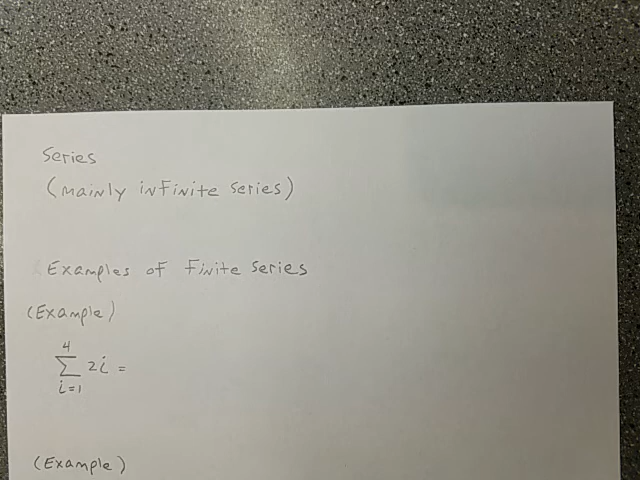 Series
(mainly infinite series)
Examples of Finite Series
(Example)
4
∑ 2i =
i=1
(Example)